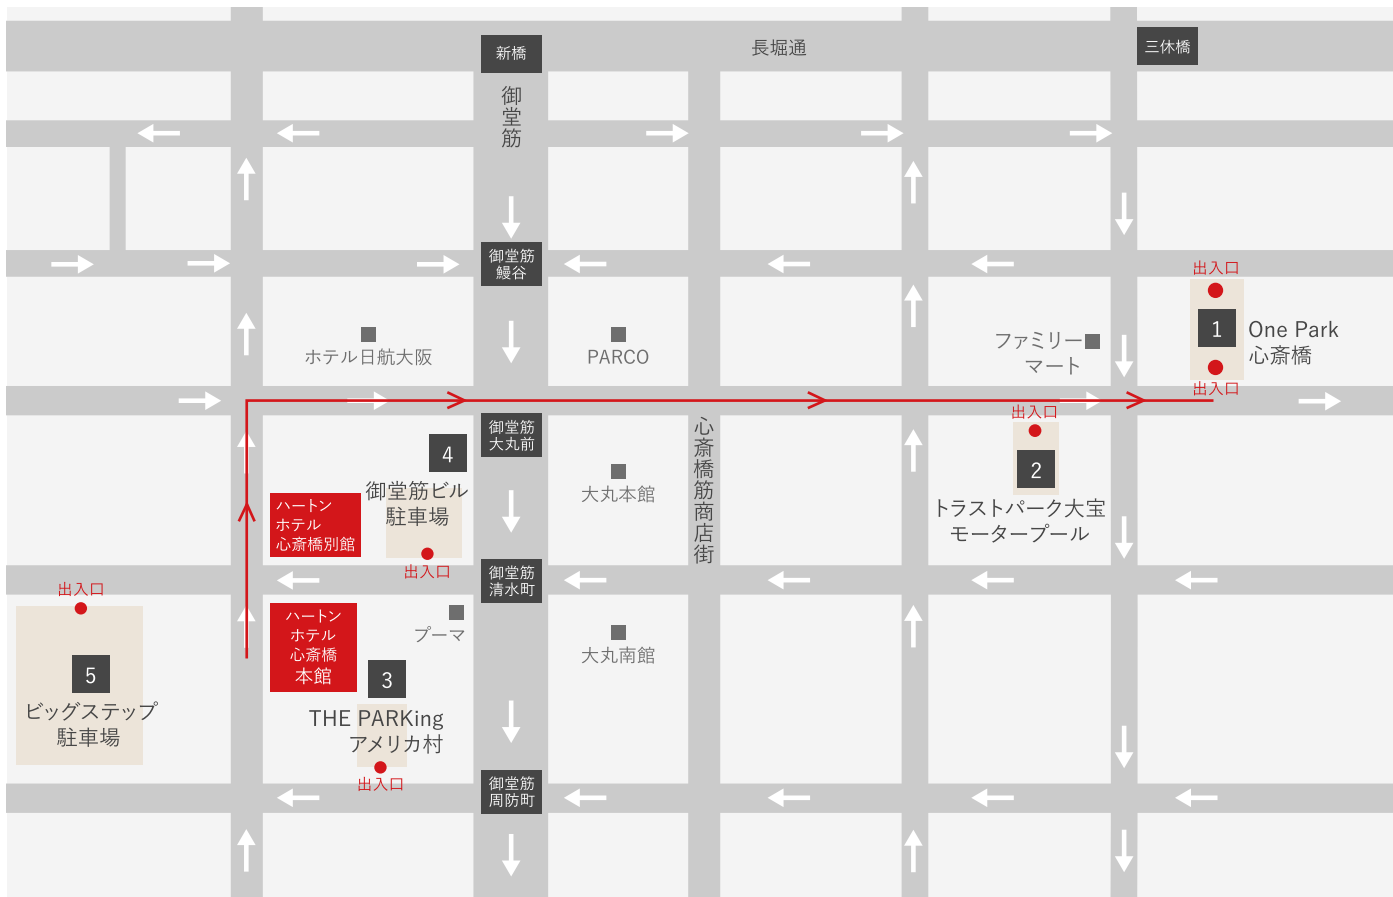 新橋
長堀通
三休橋
御堂筋
御堂筋
鰻谷
出入口
1
One Park
心斎橋
出入口
ホテル日航大阪
PARCO
ファミリー
マート
御堂筋
大丸前
心斎橋筋商店街
出入口
2
トラストパーク大宝
モータープール
4
御堂筋ビル
駐車場
出入口
大丸本館
ハートン
ホテル
心斎橋別館
御堂筋
清水町
出入口
5
ビッグステップ
駐車場
ハートン
ホテル
心斎橋
本館
プーマ
大丸南館
3
THE PARKing
アメリカ村
出入口
御堂筋
周防町